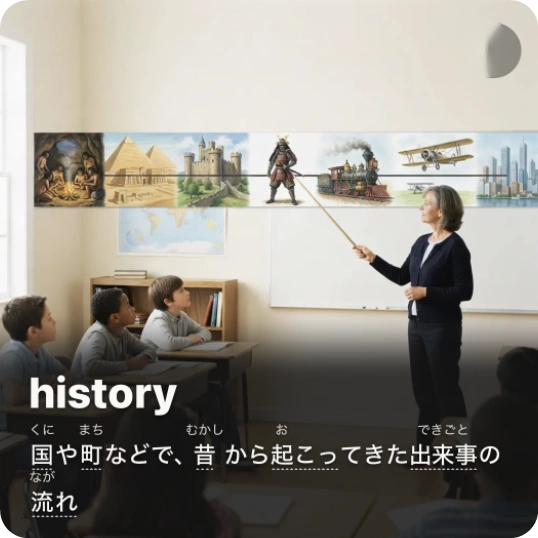 history
くに まち むかし お できごと
国や町などで、昔から起こってきた出来事の
なが
流れ